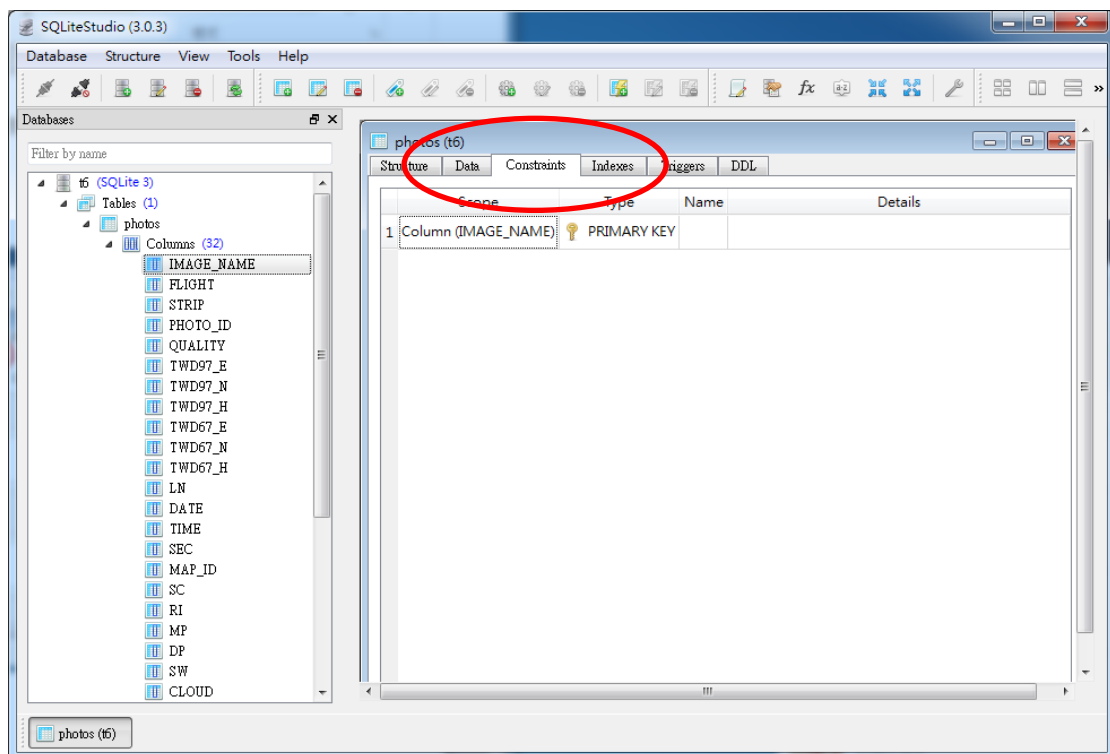 SQLiteStudio (3.0.3)
Database Structure View Tools Help
Databases
Filter by name
t6 (SQLite 3)
Tables (1)
photos
Columns (32)
IMAGE_NAME
FLIGHT
STRIP
PHOTO_ID
QUALITY
TWD97_E
TWD97_N
TWD97_H
TWD67_E
TWD67_N
TWD67_H
LN
DATE
TIME
SEC
MAP_ID
SC
RI
MP
DP
SW
CLOUD
photos (t6)
Structure Data Constraints Indexes Triggers DDL
Scope Type Name Details
1 Column (IMAGE_NAME) PRIMARY KEY
photos (t6)